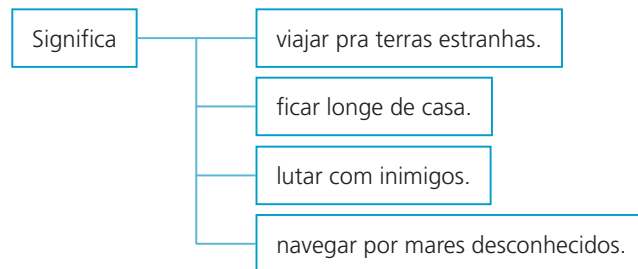 Significa
viajar pra terras estranhas.
ficar longe de casa.
lutar com inimigos.
navegar por mares desconhecidos.